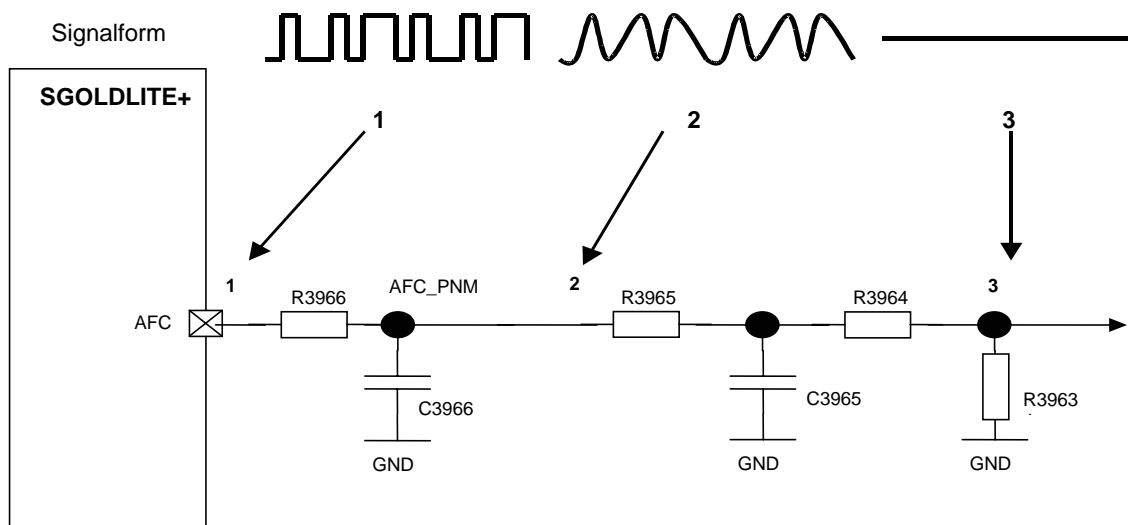 Signalform
SGOLDLITE+
1
2
3
1
R3966
AFC_PNM
2
R3965
R3964
3
AFC
C3966
C3965
R3963
GND
GND
GND